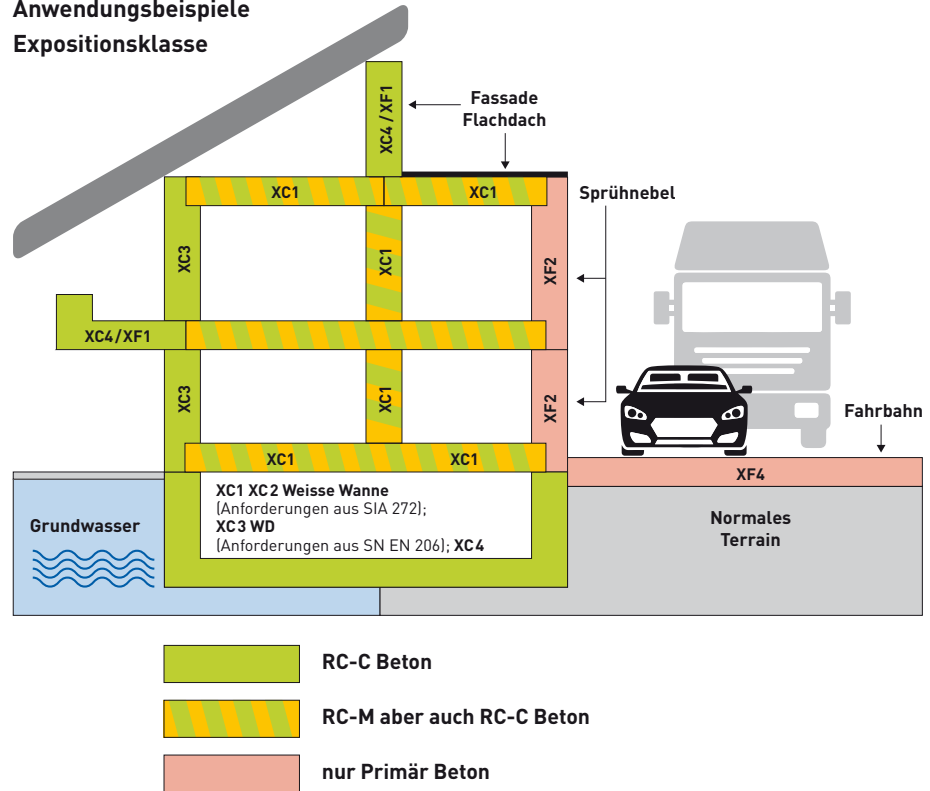 Anwendungsbeispiele
Expositionsklasse
XC4/XF1
Fassade
Flachdach
XC1
XC1
Sprühnebel
XC3
XC1
XF2
XC4/XF1
XC3
XC1
XF2
Fahrbahn
XC1
XC1
XF4
XC1 XC2 Weisse Wanne
(Anforderungen aus SIA 272);
XC3 WD
(Anforderungen aus SN EN 206); XC4
Grundwasser
Normales
Terrain
RC-C Beton
RC-M aber auch RC-C Beton
nur Primär Beton